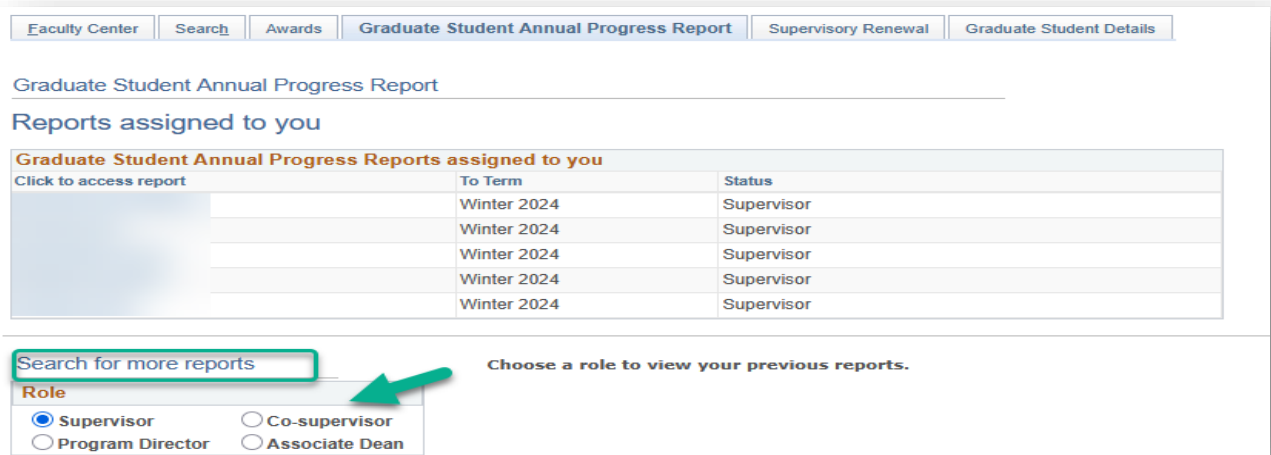 Faculty Center Search Awards Graduate Student Annual Progress Report Supervisory Renewal Graduate Student Details
Graduate Student Annual Progress Report
Reports assigned to you
Graduate Student Annual Progress Reports assigned to you
Click to access report To Term Status
Winter 2024 Supervisor
Winter 2024 Supervisor
Winter 2024 Supervisor
Winter 2024 Supervisor
Winter 2024 Supervisor
Search for more reports Choose a role to view your previous reports.
Role
Supervisor Co-supervisor
Program Director Associate Dean